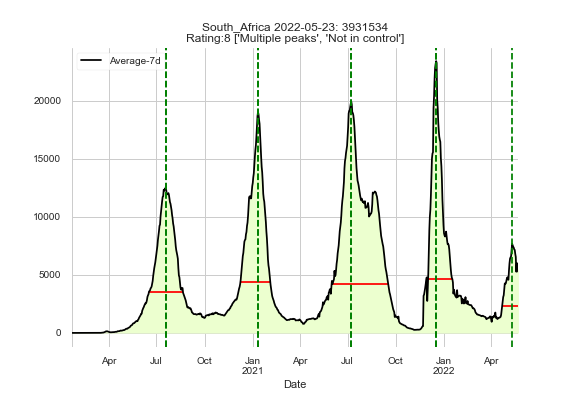 South_Africa 2022-05-23: 3931534
Rating:8 ['Multiple peaks', 'Not in control']
Average-7d
20000
15000
10000
5000
0
Apr Jul Oct Jan Apr Jul Oct Jan Apr
2021 2022
Date